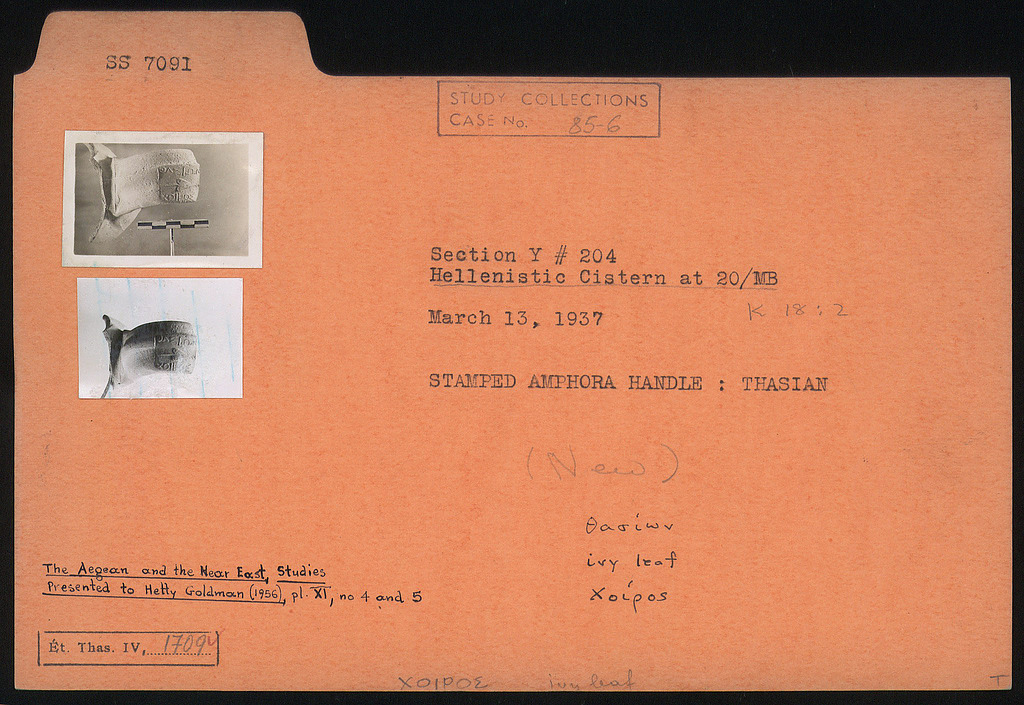 SS 7091
STUDY COLLECTIONS
CASE No. 85-6
Section Y # 204
Hellenistic Cistern at 20/MB
K 18:2
March 13, 1937
STAMPED AMPHORA HANDLE : THASIAN
(New)
Θασίων
ivy leaf
Χοίρος
The Aegean and the Near East, Studies
Presented to Hetty Goldman (1956), pl. XI, no 4 and 5
Ét. Thas. IV, 1709
ΧΟΙΡΟΣ ivy leaf
T